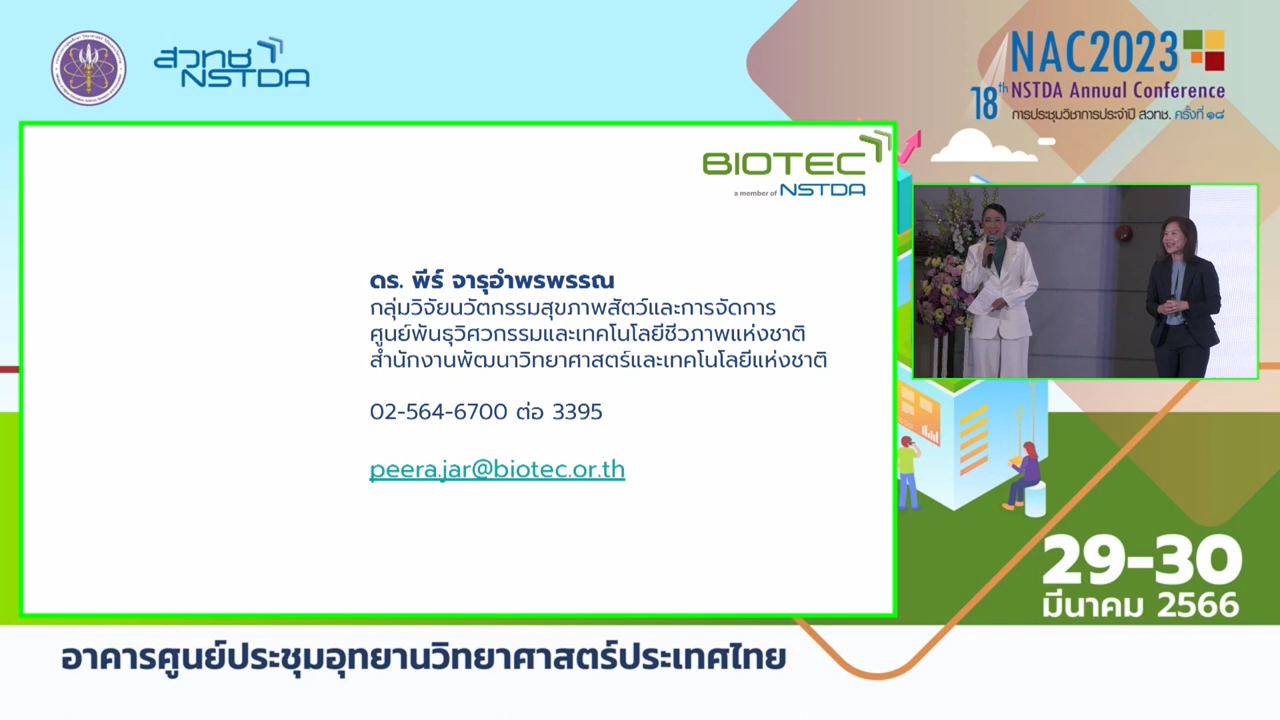 สวทช
NSTDA
NAC2023
18th NSTDA Annual Conference
การประชุมวิชาการประจำปี สวทช. ครั้งที่ ๑๘
BIOTEC
a member of NSTDA
ดร. พีร์ จารุอำพรพรรณ
กลุ่มวิจัยนวัตกรรมสุขภาพสัตว์และการจัดการ
ศูนย์พันธุวิศวกรรมและเทคโนโลยีชีวภาพแห่งชาติ
สำนักงานพัฒนาวิทยาศาสตร์และเทคโนโลยีแห่งชาติ
02-564-6700 ต่อ 3395
peera.jar@biotec.or.th
29-30
มีนาคม 2566
อาคารศูนย์ประชุมอุทยานวิทยาศาสตร์ประเทศไทย